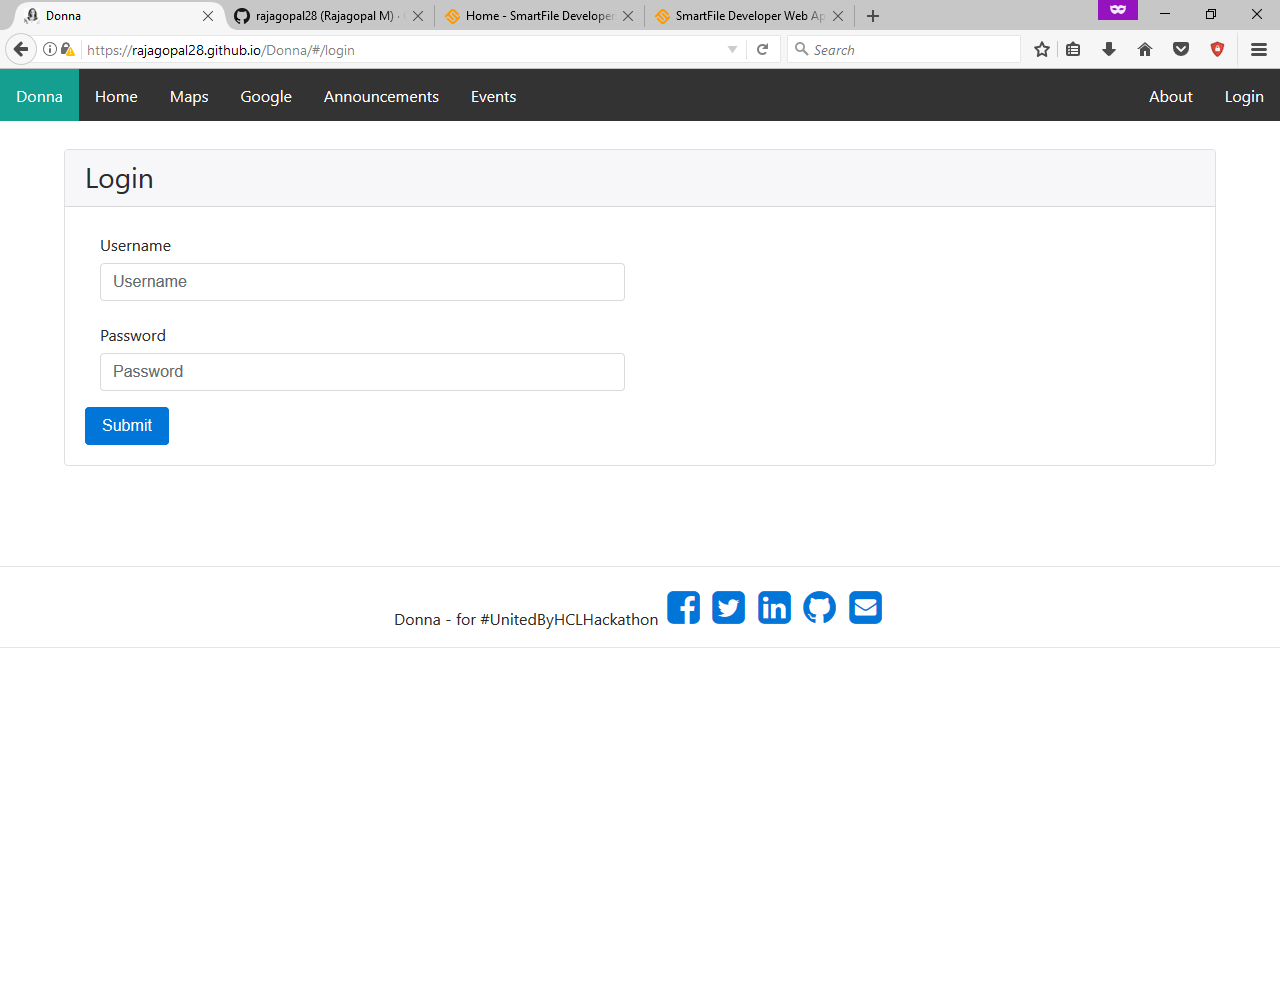 Donna
rajagopal28 (Rajagopal M) ·
Home - SmartFile Developer
SmartFile Developer Web Ap
https://rajagopal28.github.io/Donna/#/login
Search
Donna Home Maps Google Announcements Events About Login
Login
Username
Username
Password
Password
Submit
Donna - for #UnitedByHCLHackathon